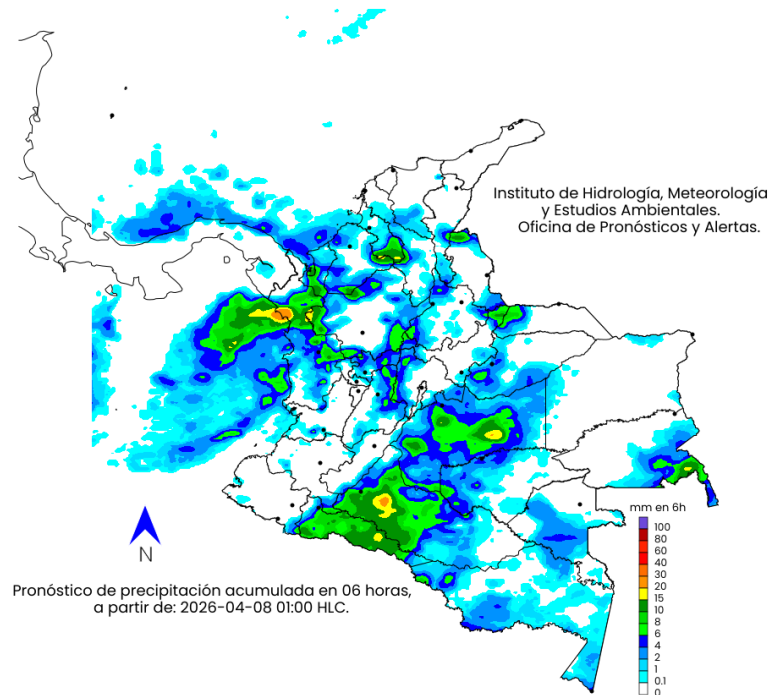 Instituto de Hidrología, Meteorología
y Estudios Ambientales.
Oficina de Pronósticos y Alertas.
N
Pronóstico de precipitación acumulada en 06 horas,
a partir de: 2026-04-08 01:00 HLC.
mm en 6h
100
80
60
40
30
20
15
10
8
6
4
2
1
0.1
0